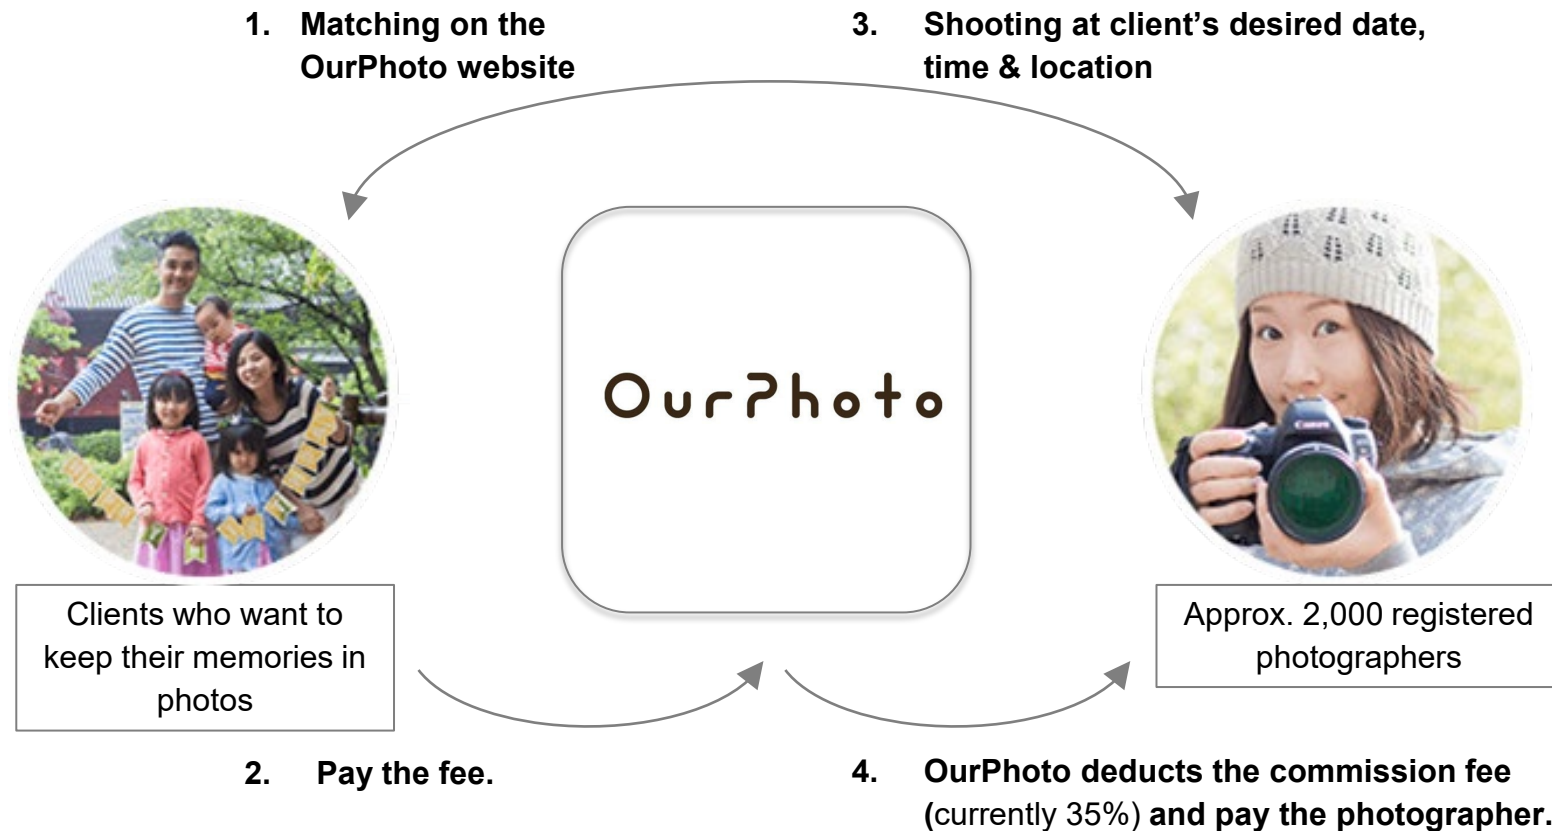 1. Matching on the
OurPhoto website
3. Shooting at client’s desired date,
time & location
OurPhoto
Canon
Clients who want to
keep their memories in
photos
Approx. 2,000 registered
photographers
2. Pay the fee.
4. OurPhoto deducts the commission fee
(currently 35%) and pay the photographer.